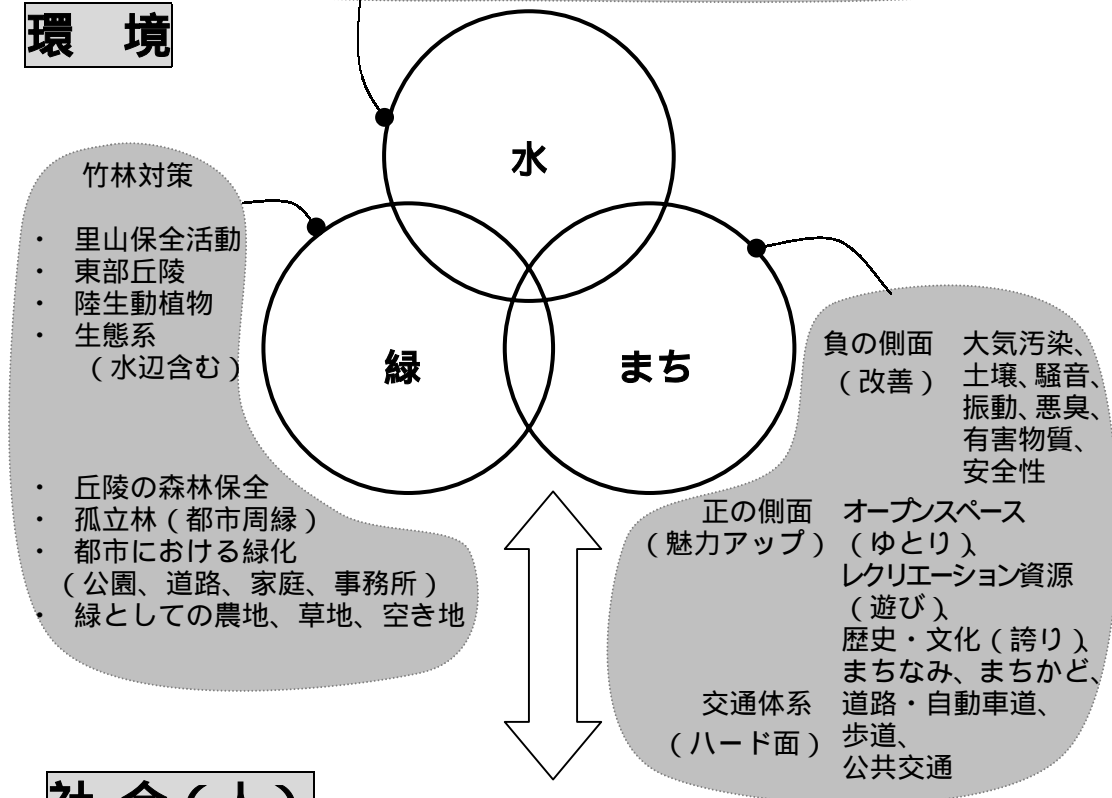 環　境
水
竹林対策
・ 里山保全活動
・ 東部丘陵
・ 陸生動植物
・ 生態系
（水辺含む）
・ 丘陵の森林保全
・ 孤立林（都市周縁）
・ 都市における緑化
（公園、道路、家庭、事務所）
・ 緑としての農地、草地、空き地
緑
まち
負の側面　大気汚染、
（改善）　土壌、騒音、
振動、悪臭、
有害物質、
安全性
正の側面　オープンスペース
（魅力アップ）（ゆとり）、
レクリエーション資源
（遊び）、
歴史・文化（誇り）、
まちなみ、まちかど、
交通体系　道路・自動車道、
（ハード面）　歩道、
公共交通
社 会（人）